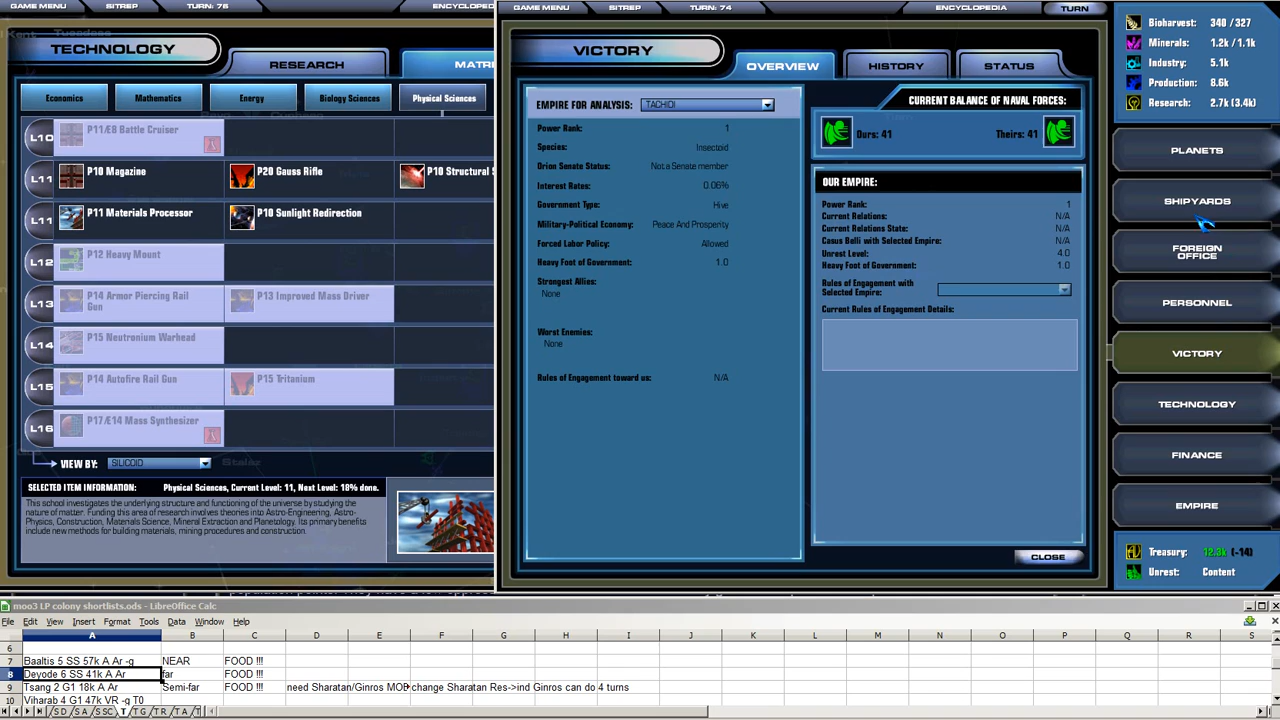 GAME MENU SITREP TURN: 76 ENCYCLOPED
TECHNOLOGY
RESEARCH MATR
Economics Mathematics Energy Biology Sciences Physical Sciences
L10 P11/E8 Battle Cruiser
L11 P10 Magazine P20 Gauss Rifle P10 Structural S
L11 P11 Materials Processor P10 Sunlight Redirection
L12 P12 Heavy Mount
L13 P14 Armor Piercing Rail Gun P13 Improved Mass Driver
L14 P15 Neutronium Warhead
L15 P14 Autofire Rail Gun P15 Tritanium
L16 P17/E14 Mass Synthesizer
VIEW BY: SILICOID
SELECTED ITEM INFORMATION: Physical Sciences, Current Level: 11, Next Level: 18% done.
This school investigates the underlying structure and functioning of the universe by studying the
nature of matter. Funding this area of research involves theories into Astro-Engineering, Astro-
Physics, Construction, Materials Science, Mineral Extraction and Planetology. Its primary benefits
include new methods for building materials, mining procedures and construction.
GAME MENU SITREP TURN: 74 ENCYCLOPEDIA TURN
VICTORY
OVERVIEW HISTORY STATUS
EMPIRE FOR ANALYSIS: TACHIDI
Power Rank: 1
Species: Insectoid
Orion Senate Status: Not a Senate member
Interest Rates: 0.06%
Government Type: Hive
Military-Political Economy: Peace And Prosperity
Forced Labor Policy: Allowed
Heavy Foot of Government: 1.0
Strongest Allies:
None
Worst Enemies:
None
Rules of Engagement toward us: N/A
CURRENT BALANCE OF NAVAL FORCES:
Ours: 41 Theirs: 41
OUR EMPIRE:
Power Rank: 1
Current Relations: N/A
Current Relations State: N/A
Casus Belli with Selected Empire: N/A
Unrest Level: 4.0
Heavy Foot of Government: 1.0
Rules of Engagement with
Selected Empire:
Current Rules of Engagement Details:
CLOSE
Bioharvest: 340 / 327
Minerals: 1.2k / 1.1k
Industry: 5.1k
Production: 8.6k
Research: 2.7k (3.4k)
PLANETS
SHIPYARDS
FOREIGN
OFFICE
PERSONNEL
VICTORY
TECHNOLOGY
FINANCE
EMPIRE
Treasury: 12.3k (-14)
Unrest: Content
moo3 LP colony shortlists.ods - LibreOffice Calc
File Edit View Insert Format Tools Data Window Help
A B C D E F G H I J K L M N O P Q R S
6
7 Baaltis 5 SS 57k A Ar -g NEAR FOOD !!!
8 Deyode 6 SS 41k A Ar far FOOD !!!
9 Tsang 2 G1 18k A Ar Semi-far FOOD !!! need Sharatan/Ginros MOB change Sharatan Res->ind Ginros can do 4 turns
10 Viharab 4 G1 47k VR -g T0
S D S A S SC T T G T R T A T